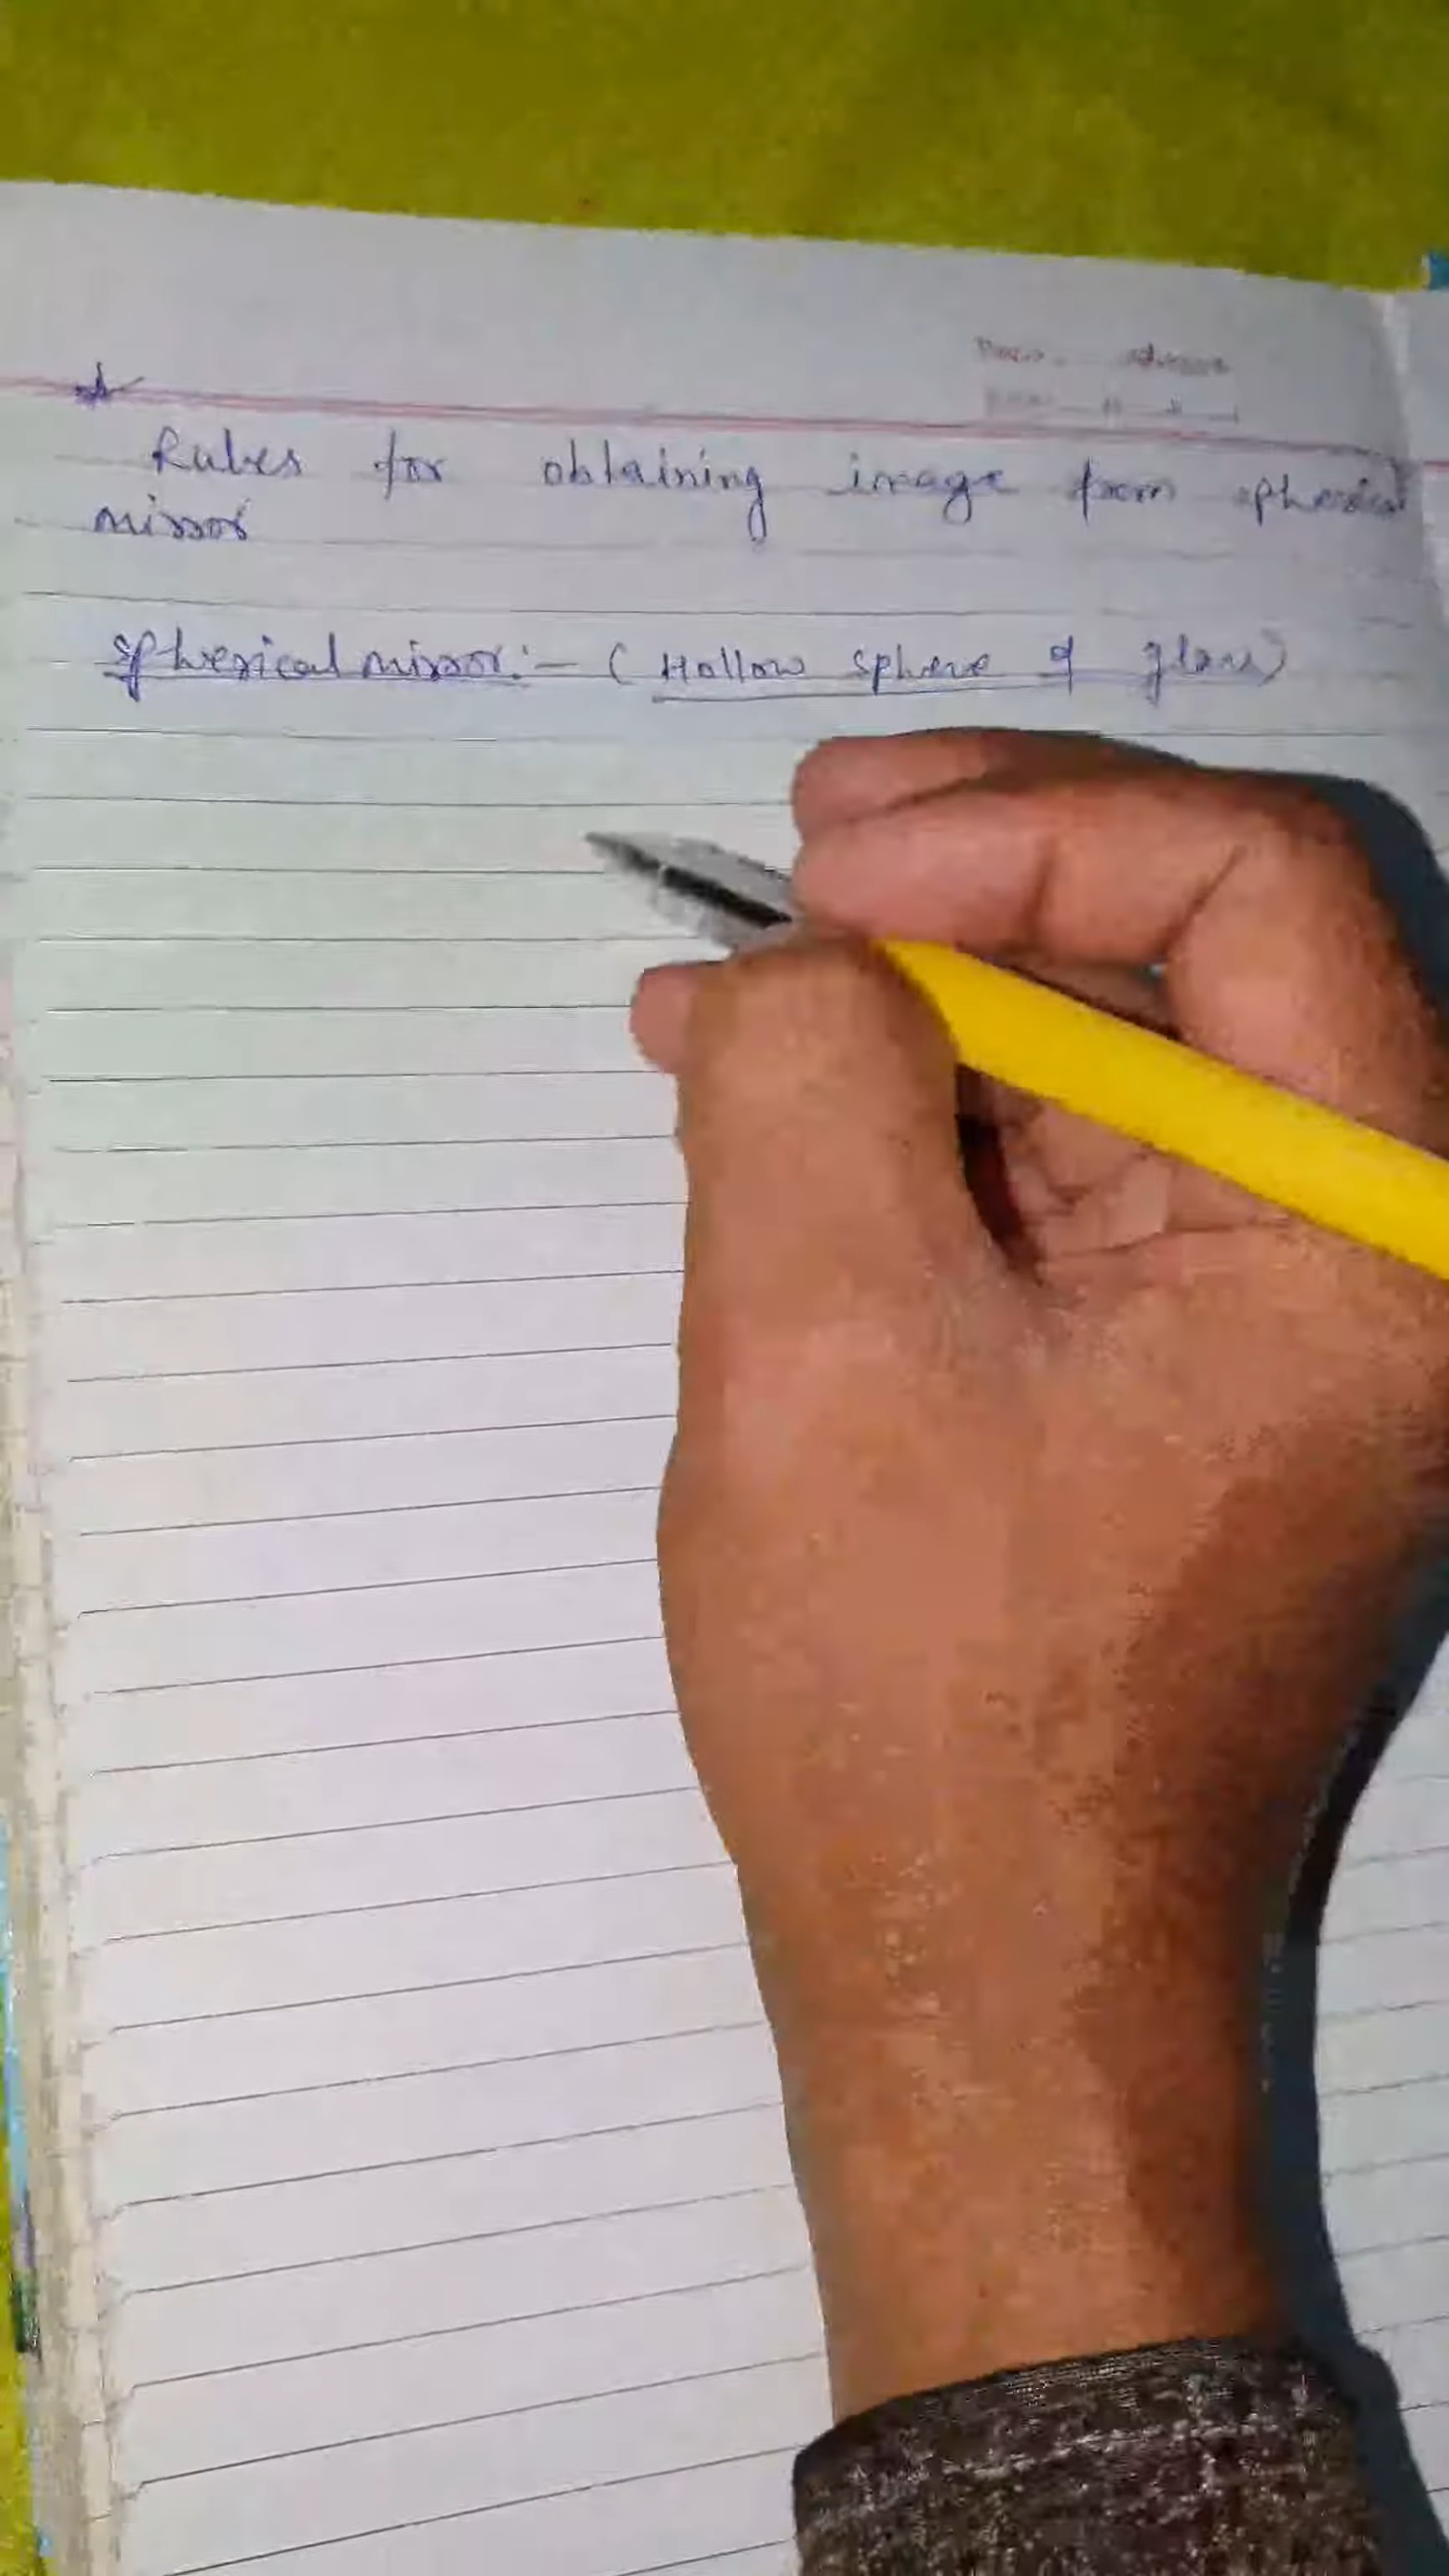 Rules for obtaining image from spherical
mirror
Spherical mirror :- (Hollow sphere of glass)